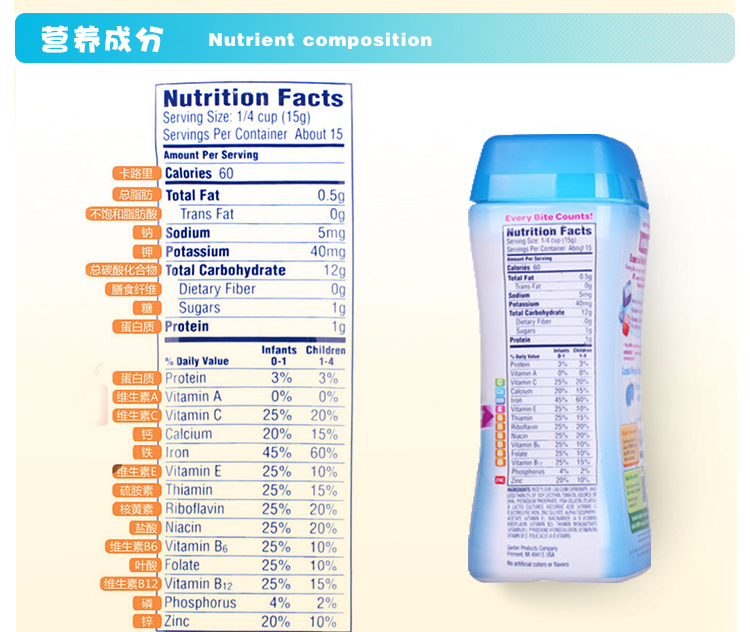 营养成分 Nutrient composition
Nutrition Facts
Serving Size: 1/4 cup (15g)
Servings Per Container About 15
Amount Per Serving
卡路里 Calories 60
总脂肪 Total Fat 0.5g
不饱和脂肪酸 Trans Fat 0g
钠 Sodium 5mg
钾 Potassium 40mg
总碳酸化合物 Total Carbohydrate 12g
膳食纤维 Dietary Fiber 0g
糖 Sugars 1g
蛋白质 Protein 1g
Infants Children
% Daily Value 0-1 1-4
蛋白质 Protein 3% 3%
维生素A Vitamin A 0% 0%
维生素C Vitamin C 25% 20%
钙 Calcium 20% 15%
铁 Iron 45% 60%
维生素E Vitamin E 25% 10%
硫胺素 Thiamin 25% 15%
核黄素 Riboflavin 25% 20%
盐酸 Niacin 25% 20%
维生素B6 Vitamin B6 25% 10%
叶酸 Folate 25% 10%
维生素B12 Vitamin B12 25% 15%
磷 Phosphorus 4% 2%
锌 Zinc 20% 10%
Every Bite Counts!
Nutrition Facts
Serving Size: 1/4 cup (15g)
Servings Per Container About 15
Amount Per Serving
Calories 60
Total Fat 0.5g
Trans Fat 0g
Sodium 5mg
Potassium 40mg
Total Carbohydrate 12g
Dietary Fiber 0g
Sugars 1g
Protein 1g
Infants Children
% Daily Value 0-1 1-4
Protein 3% 3%
Vitamin A 0% 0%
Vitamin C 25% 20%
Calcium 20% 15%
Iron 45% 60%
Vitamin E 25% 10%
Thiamin 25% 15%
Riboflavin 25% 20%
Niacin 25% 20%
Vitamin B6 25% 10%
Folate 25% 10%
Vitamin B12 25% 15%
Phosphorus 4% 2%
Zinc 20% 10%
Gerber Products Company
Fremont, MI 49413, USA
No artificial colors or flavors